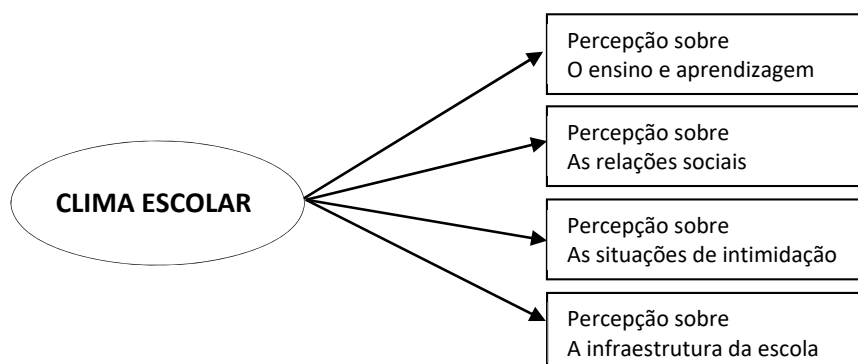 CLIMA ESCOLAR
Percepção sobre
O ensino e aprendizagem
Percepção sobre
As relações sociais
Percepção sobre
As situações de intimidação
Percepção sobre
A infraestrutura da escola